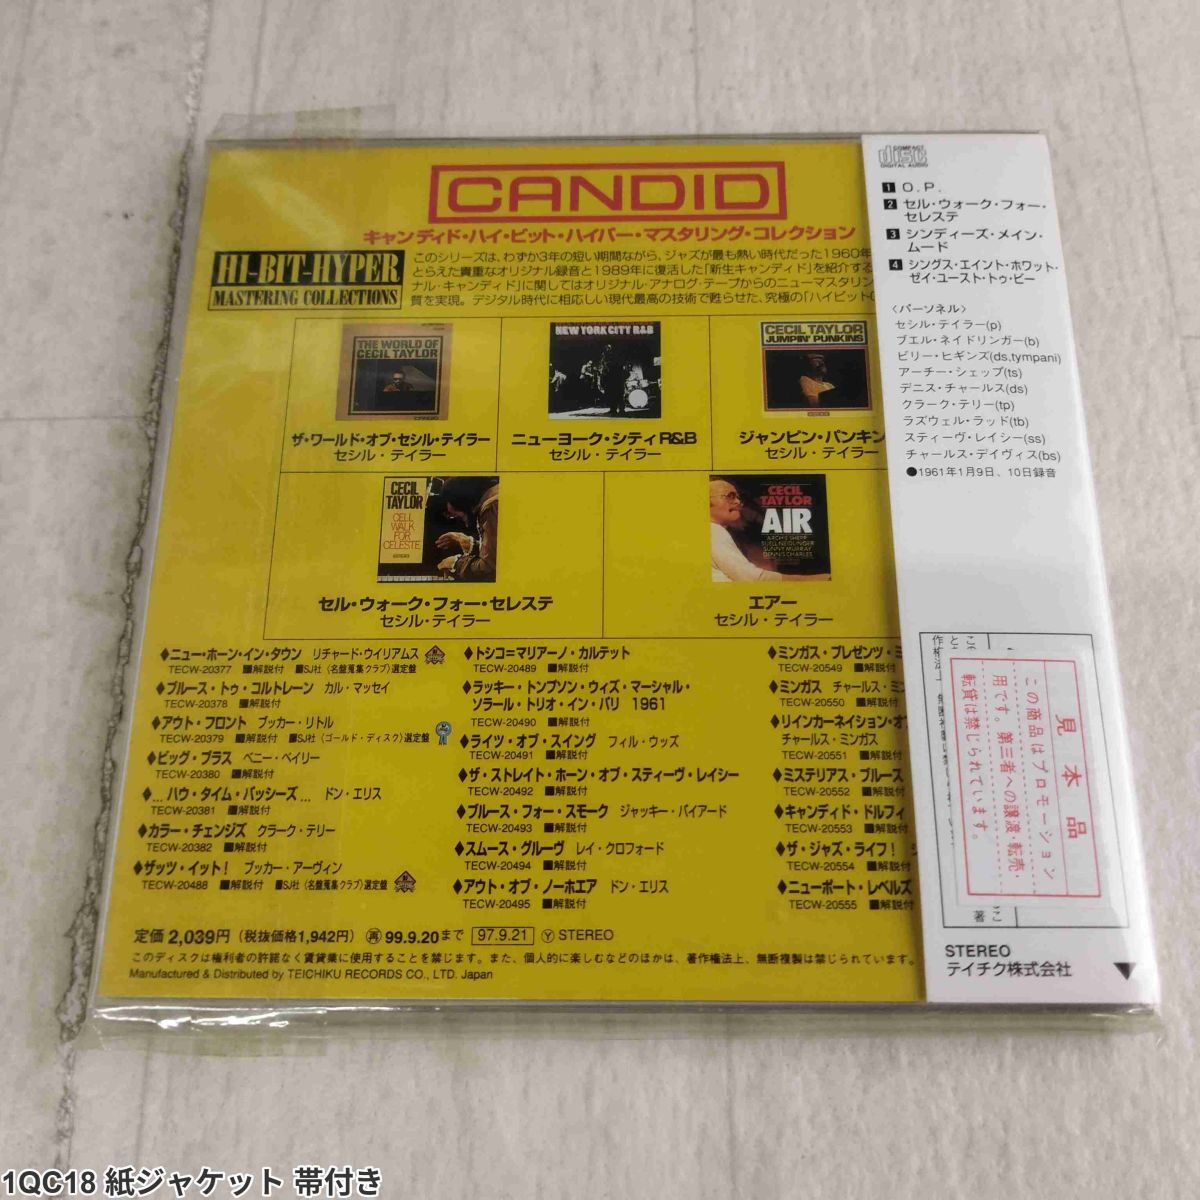 CANDID
キャンディド・ハイ・ビット・ハイパー・マスタリング・コレクション
HI-BIT-HYPER
MASTERING COLLECTIONS
このシリーズは、わずか3年の短い期間ながら、ジャズが最も熱い時代だった1960年
とらえた貴重なオリジナル録音と1989年に復活した「新生キャンディド」を紹介する
ナル・キャンディド」に関してはオリジナル・アナログ・テープからのニューマスタリン
質を実現。デジタル時代に相応しい現代最高の技術で甦らせた、究極の「ハイビットC
THE WORLD OF
CECIL TAYLOR
ザ・ワールド・オブ・セシル・テイラー
セシル・テイラー
NEW YORK CITY R&B
ニューヨーク・シティR&B
セシル・テイラー
CECIL TAYLOR
JUMPIN' PUNKINS
ジャンピン・パンキン
セシル・テイラー
CECIL
TAYLOR
CELL
WALK
FOR
CELESTE
セル・ウォーク・フォー・セレステ
セシル・テイラー
CECIL
TAYLOR
AIR
ARCHIE SHEPP
BUELL NEIDLINGER
SUNNY MURRAY
DENNIS CHARLES
エアー
セシル・テイラー
♦ニュー・ホーン・イン・タウン リチャード・ウイリアムス
TECW-20377 ■解説付 ■SJ社〈名盤蒐集クラブ〉選定盤
♦ブルース・トゥ・コルトレーン カル・マッセイ
TECW-20378 ■解説付
♦アウト・フロント ブッカー・リトル
TECW-20379 ■解説付 ■SJ社〈ゴールド・ディスク〉選定盤
♦ビッグ・ブラス ベニー・ベイリー
TECW-20380 ■解説付
♦…ハウ・タイム・パッシーズ… ドン・エリス
TECW-20381 ■解説付
♦カラー・チェンジズ クラーク・テリー
TECW-20382 ■解説付
♦ザッツ・イット! ブッカー・アーヴィン
TECW-20488 ■解説付 ■SJ社〈名盤蒐集クラブ〉選定盤
♦トシコ=マリアーノ・カルテット
TECW-20489 ■解説付
♦ラッキー・トンプソン・ウィズ・マーシャル・
ソラール・トリオ・イン・パリ 1961
TECW-20490 ■解説付
♦ライツ・オブ・スイング フィル・ウッズ
TECW-20491 ■解説付
♦ザ・ストレイト・ホーン・オブ・スティーヴ・レイシー
TECW-20492 ■解説付
♦ブルース・フォー・スモーク ジャッキー・バイアード
TECW-20493 ■解説付
♦スムース・グルーヴ レイ・クロフォード
TECW-20494 ■解説付
♦アウト・オブ・ノーホエア ドン・エリス
TECW-20495 ■解説付
♦ミンガス・プレゼンツ・ミ
TECW-20549 ■解説付
♦ミンガス チャールス・ミン
TECW-20550 ■解説付
♦リインカーネイション・オ
チャールス・ミンガス
TECW-20551 ■解説付
♦ミステリアス・ブルース
TECW-20552 ■解説付
♦キャンディド・ドルフィ
TECW-20553 ■解説付
♦ザ・ジャズ・ライフ!
TECW-20554 ■解説付
♦ニューポート・レベルズ
TECW-20555 ■解説付
定価2,039円(税抜価格1,942円) ㊂99.9.20まで 97.9.21 Ⓨ STEREO
このディスクは権利者の許諾なく賃貸業に使用することを禁じます。また、個人的に楽しむなどのほかは、著作権法上、無断複製は禁じられています。
Manufactured & Distributed by TEICHIKU RECORDS CO., LTD. Japan
COMPACT
disc
DIGITAL AUDIO
1 O.P.
2 セル・ウォーク・フォー・
セレステ
3 シンディーズ・メイン・
ムード
4 シングス・エイント・ホワット・
ゼイ・ユースト・トゥ・ビー
〈パーソネル〉
セシル・テイラー(p)
ブエル・ネイドリンガー(b)
ビリー・ヒギンズ(ds,tympani)
アーチー・シェップ(ts)
デニス・チャールス(ds)
クラーク・テリー(tp)
ラズウェル・ラッド(tb)
スティーヴ・レイシー(ss)
チャールス・デイヴィス(bs)
●1961年1月9日、10日録音
見本品
この商品はプロモーション
用です。第三者への譲渡・転売・
転貸は禁じられています。
STEREO
テイチク株式会社
1QC18 紙ジャケット 帯付き